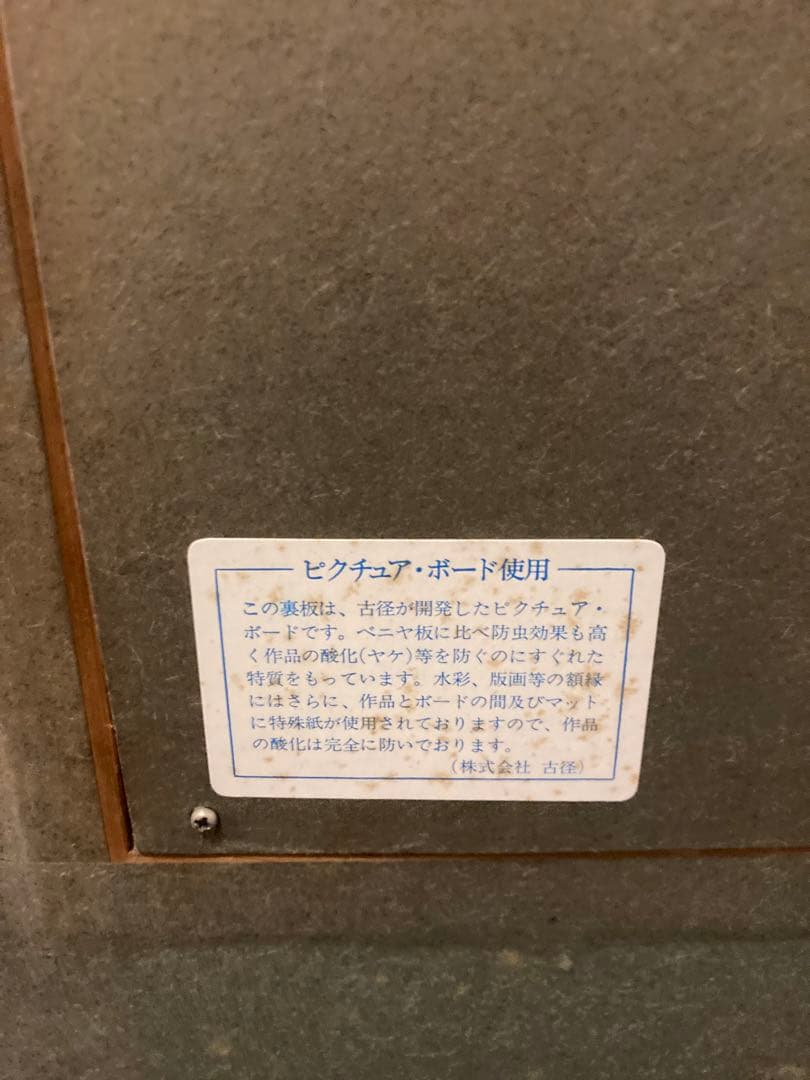 ピクチュア・ボード使用
この裏板は、古径が開発したピクチュア・
ボードです。ベニヤ板に比べ防虫効果も高
く作品の酸化(ヤケ)等を防ぐのにすぐれた
特質をもっています。水彩、版画等の額縁
にはさらに、作品とボードの間及びマット
に特殊紙が使用されておりますので、作品
の酸化は完全に防いでおります。
(株式会社 古径)